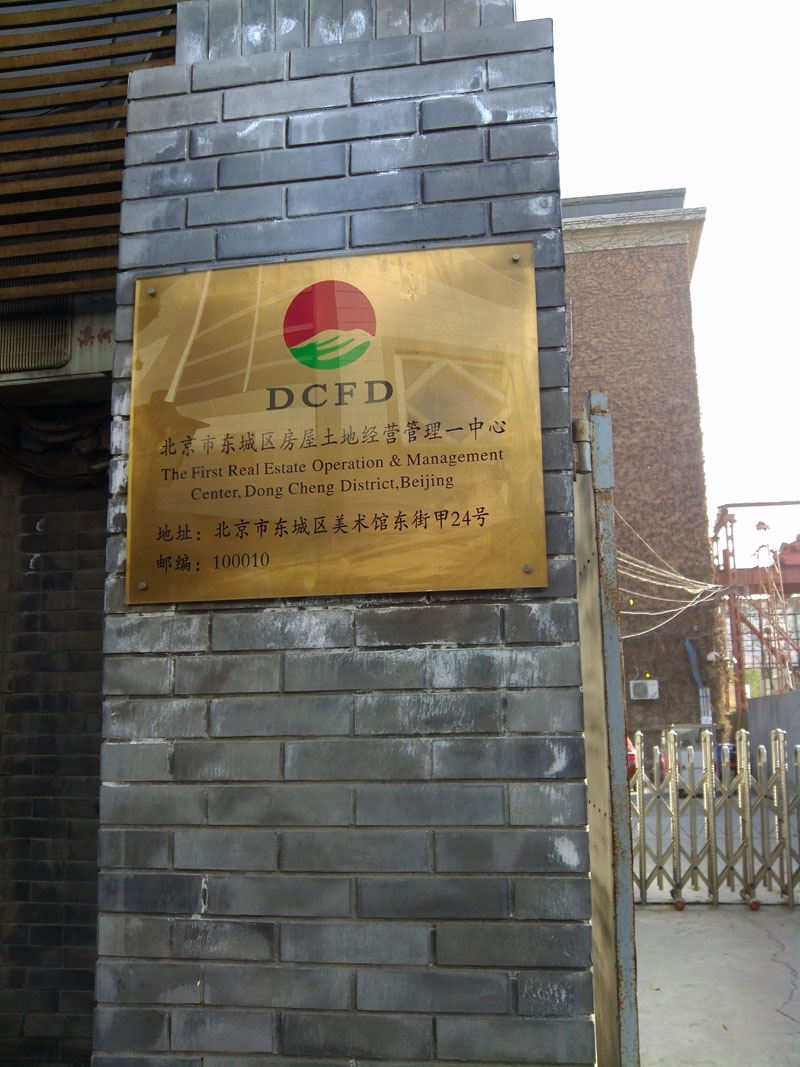 DCFD
北京市东城区房屋土地经营管理一中心
The First Real Estate Operation & Management
Center, Dong Cheng District,Beijing
地址：北京市东城区美术馆东街甲24号
邮编：100010